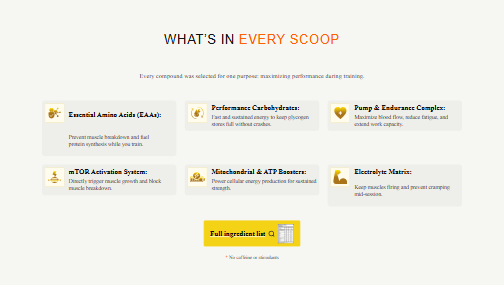 WHAT'S IN EVERY SCOOP
Every compound was selected for one purpose: maximizing performance during training.
Essential Amino Acids (EAAs):
Prevent muscle breakdown and fuel
protein synthesis while you train.
Performance Carbohydrates:
Fast and sustained energy to keep glycogen
stores full without crashes.
Pump & Endurance Complex:
Maximize blood flow, reduce fatigue, and
extend work capacity.
mTOR Activation System:
Directly trigger muscle growth and block
muscle breakdown.
Mitochondrial & ATP Boosters:
Power cellular energy production for sustained
strength.
Electrolyte Matrix:
Keep muscles firing and prevent cramping
mid-session.
Full ingredient list
* No caffeine or stimulants